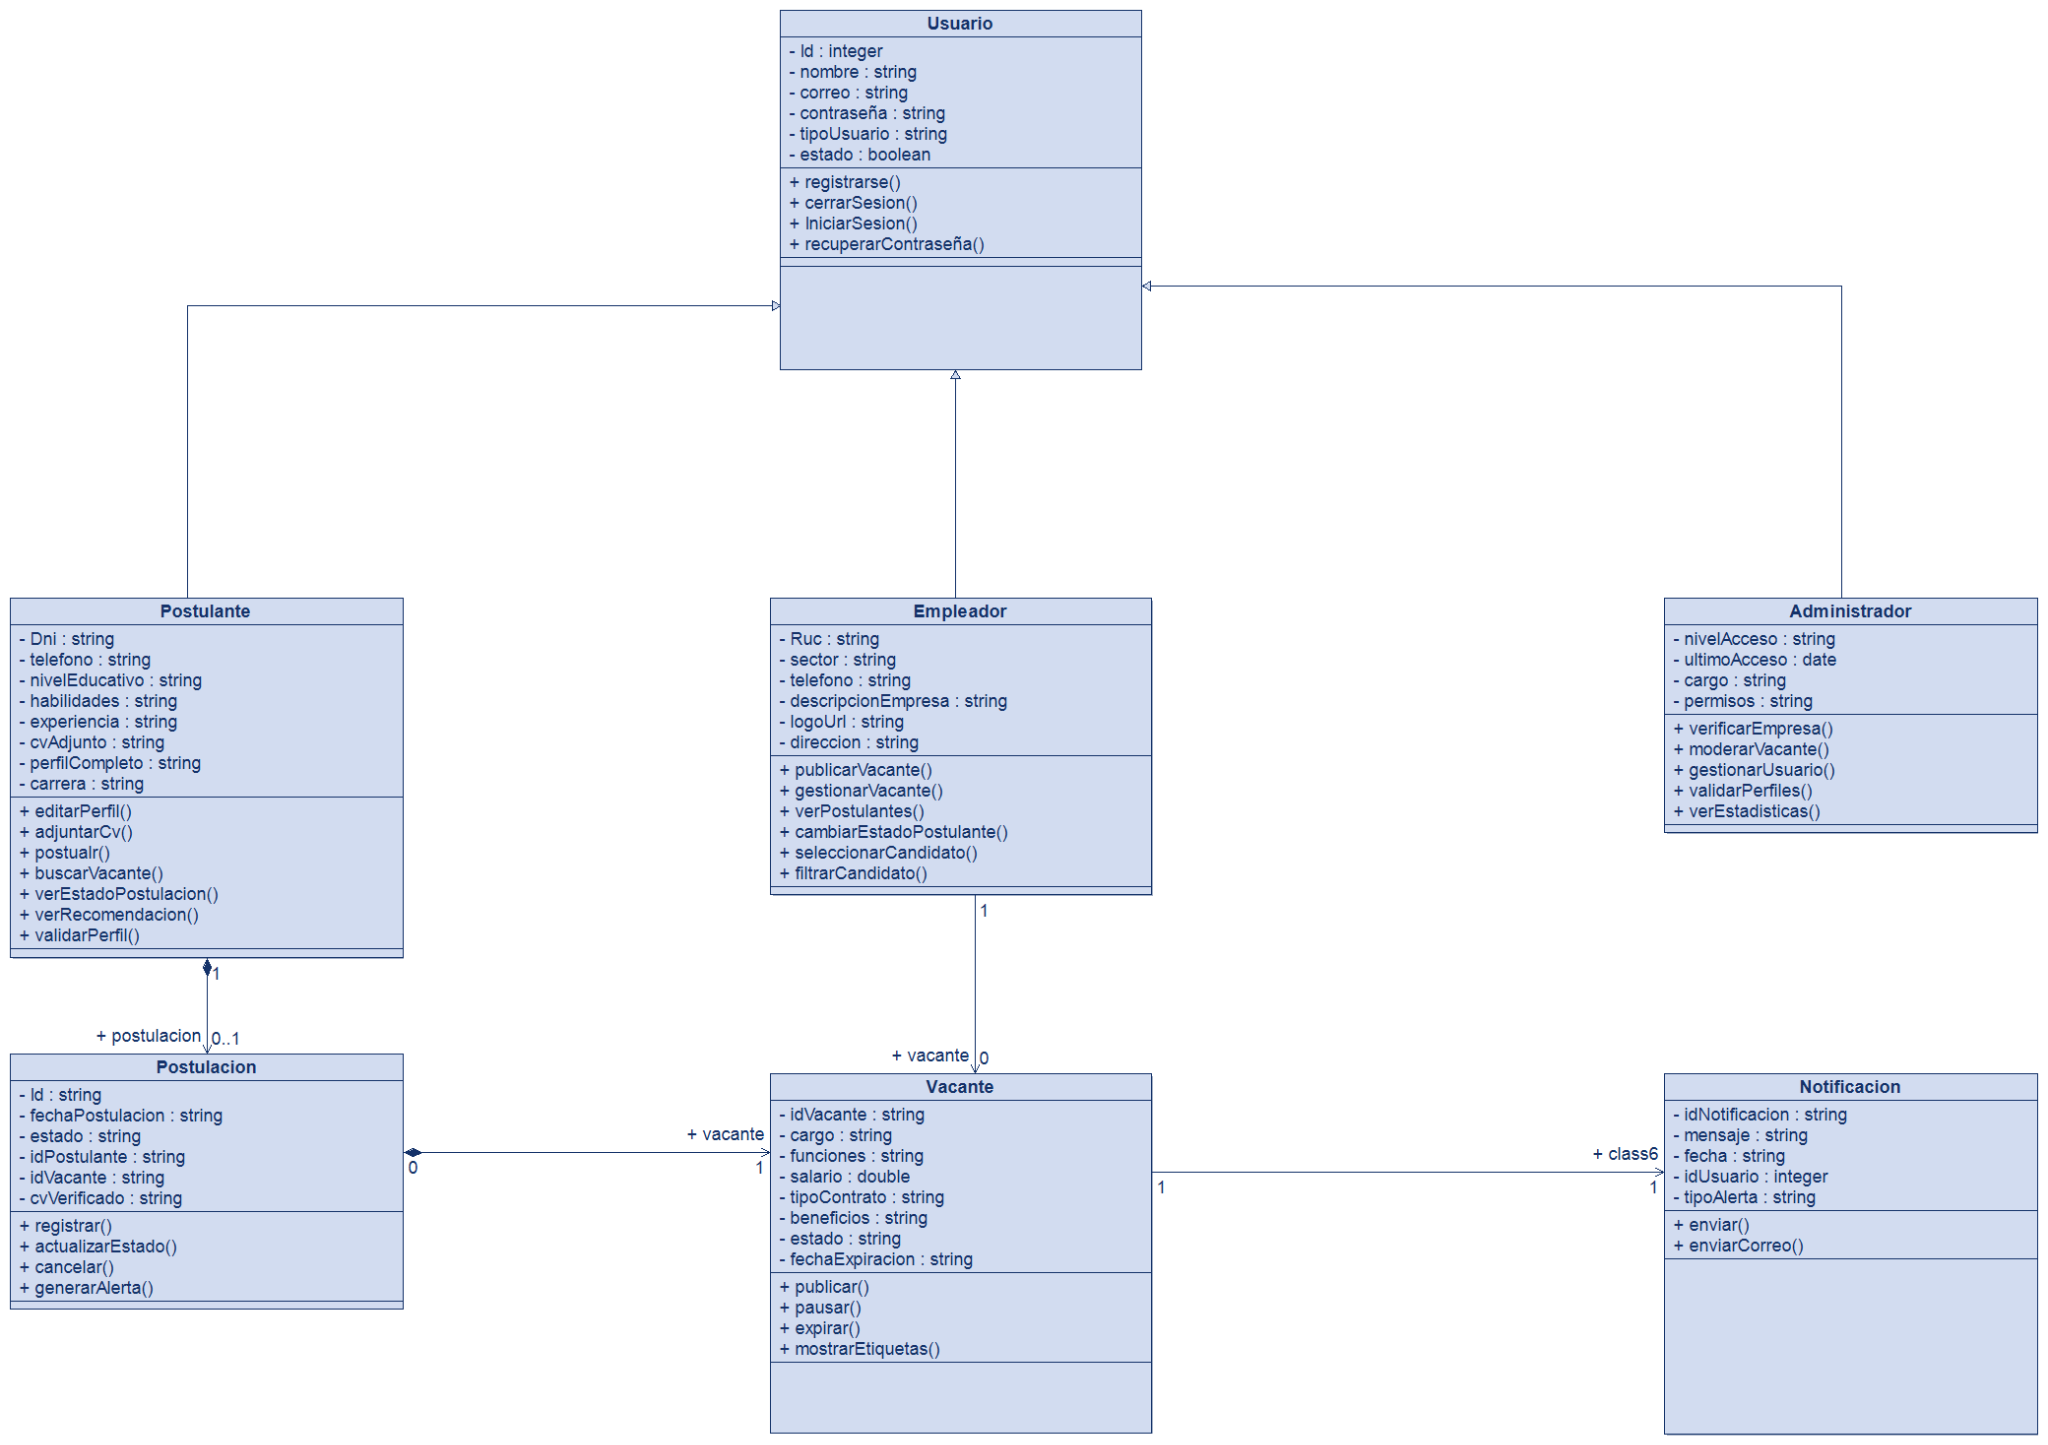 Usuario
- Id : integer
- nombre : string
- correo : string
- contraseña : string
- tipoUsuario : string
- estado : boolean
+ registrarse()
+ cerrarSesion()
+ IniciarSesion()
+ recuperarContraseña()
Postulante
- Dni : string
- telefono : string
- nivelEducativo : string
- habilidades : string
- experiencia : string
- cvAdjunto : string
- perfilCompleto : string
- carrera : string
+ editarPerfil()
+ adjuntarCv()
+ postualr()
+ buscarVacante()
+ verEstadoPostulacion()
+ verRecomendacion()
+ validarPerfil()
Empleador
- Ruc : string
- sector : string
- telefono : string
- descripcionEmpresa : string
- logoUrl : string
- direccion : string
+ publicarVacante()
+ gestionarVacante()
+ verPostulantes()
+ cambiarEstadoPostulante()
+ seleccionarCandidato()
+ filtrarCandidato()
Administrador
- nivelAcceso : string
- ultimoAcceso : date
- cargo : string
- permisos : string
+ verificarEmpresa()
+ moderarVacante()
+ gestionarUsuario()
+ validarPerfiles()
+ verEstadisticas()
1
+ postulacion 0..1
1
+ vacante 0
Postulacion
- Id : string
- fechaPostulacion : string
- estado : string
- idPostulante : string
- idVacante : string
- cvVerificado : string
+ registrar()
+ actualizarEstado()
+ cancelar()
+ generarAlerta()
+ vacante
0
1
Vacante
- idVacante : string
- cargo : string
- funciones : string
- salario : double
- tipoContrato : string
- beneficios : string
- estado : string
- fechaExpiracion : string
+ publicar()
+ pausar()
+ expirar()
+ mostrarEtiquetas()
+ class6
1
1
Notificacion
- idNotificacion : string
- mensaje : string
- fecha : string
- idUsuario : integer
- tipoAlerta : string
+ enviar()
+ enviarCorreo()